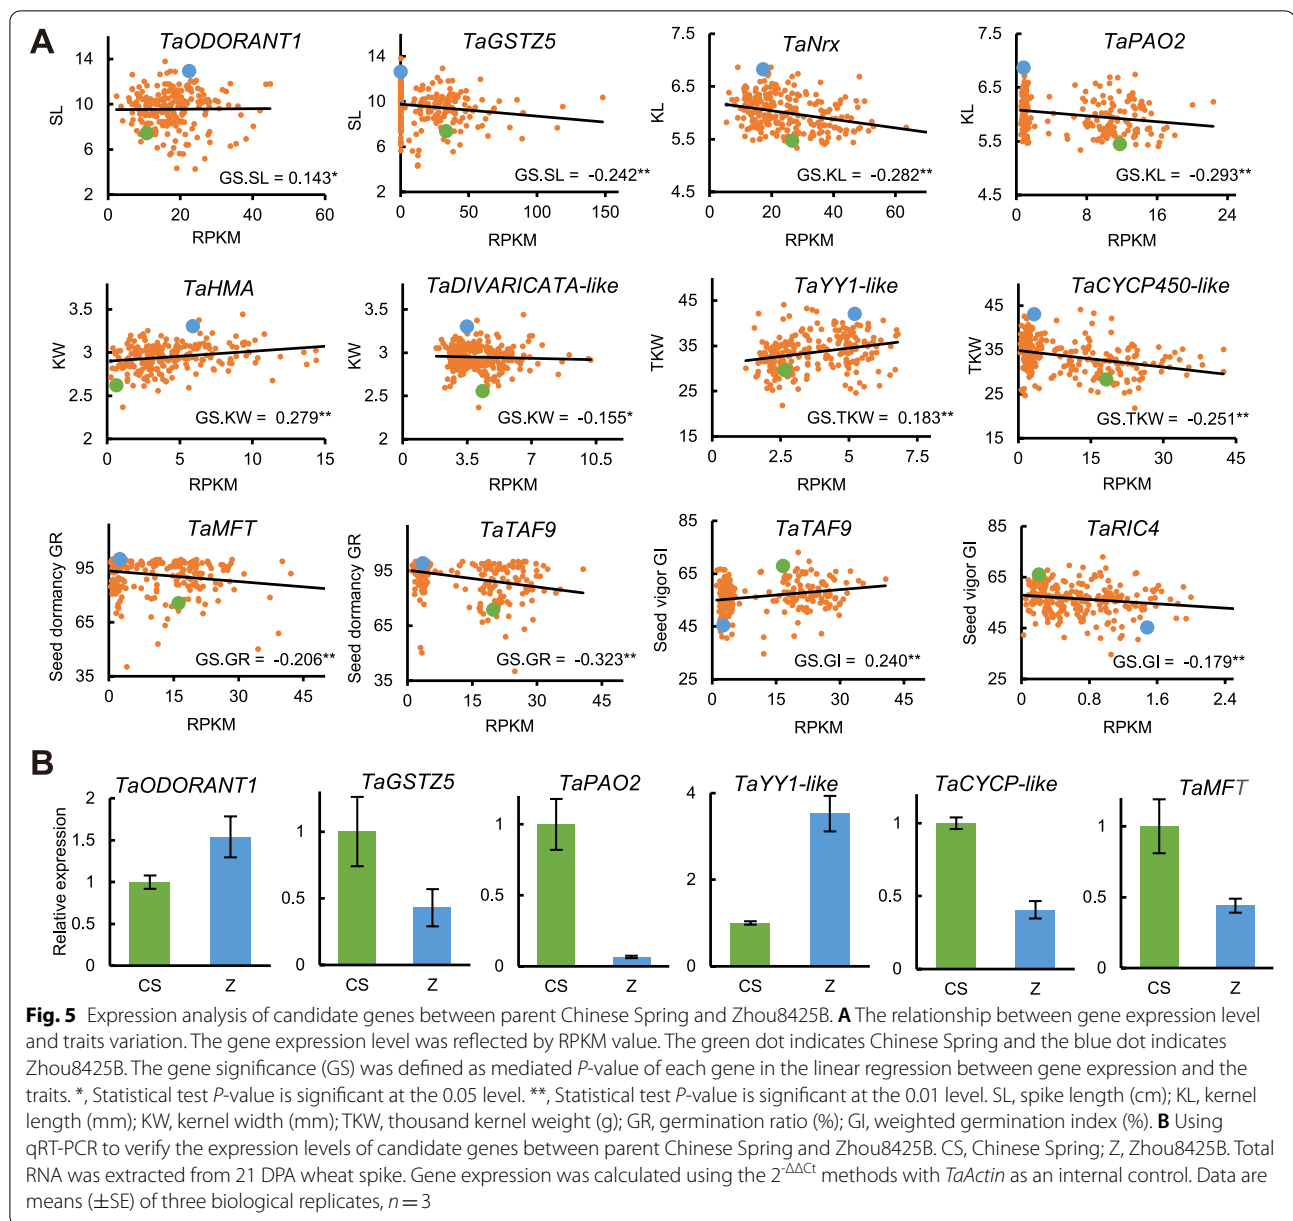 A
TaODORANT1
TaGSTZ5
TaNrx
TaPAO2
SL
14
10
6
2
0 20 40 60
RPKM
GS.SL = 0.143*
SL
18
14
10
6
2
0 50 100 150
RPKM
GS.SL = -0.242**
KL
7.5
6.5
5.5
4.5
0 20 40 60
RPKM
GS.KL = -0.282**
KL
7.5
6.5
5.5
4.5
0 8 16 24
RPKM
GS.KL = -0.293**
TaHMA
TaDIVARICATA-like
TaYY1-like
TaCYCP450-like
KW
3.5
3
2.5
2
0 5 10 15
RPKM
GS.KW = 0.279**
KW
3.5
3
2.5
2
0 3.5 7 10.5
RPKM
GS.KW = -0.155*
TKW
45
35
25
15
0 2.5 5 7.5
RPKM
GS.TKW = 0.183**
TKW
45
35
25
15
0 15 30 45
RPKM
GS.TKW = -0.251**
TaMFT
TaTAF9
TaTAF9
TaRIC4
Seed dormancy GR
95
65
35
0 15 30 45
RPKM
GS.GR = -0.206**
Seed dormancy GR
95
65
35
0 15 30 45
RPKM
GS.GR = -0.323**
Seed vigor GI
85
65
45
25
0 15 30 45
RPKM
GS.GI = 0.240**
Seed vigor GI
85
65
45
25
0 0.8 1.6 2.4
RPKM
GS.GI = -0.179**
B
TaODORANT1
TaGSTZ5
TaPAO2
TaYY1-like
TaCYCP-like
TaMFT
Relative expression
2
1.5
1
0.5
0
CS Z
1
0.5
0
CS Z
1
0.5
0
CS Z
4
2
0
CS Z
1
0.5
0
CS Z
1
0.5
0
CS Z
Fig. 5 Expression analysis of candidate genes between parent Chinese Spring and Zhou8425B. A The relationship between gene expression level
and traits variation. The gene expression level was reflected by RPKM value. The green dot indicates Chinese Spring and the blue dot indicates
Zhou8425B. The gene significance (GS) was defined as mediated P-value of each gene in the linear regression between gene expression and the
traits. *, Statistical test P-value is significant at the 0.05 level. **, Statistical test P-value is significant at the 0.01 level. SL, spike length (cm); KL, kernel
length (mm); KW, kernel width (mm); TKW, thousand kernel weight (g); GR, germination ratio (%); GI, weighted germination index (%). B Using
qRT-PCR to verify the expression levels of candidate genes between parent Chinese Spring and Zhou8425B. CS, Chinese Spring; Z, Zhou8425B. Total
RNA was extracted from 21 DPA wheat spike. Gene expression was calculated using the 2-ΔΔCt methods with TaActin as an internal control. Data are
means (±SE) of three biological replicates, n = 3